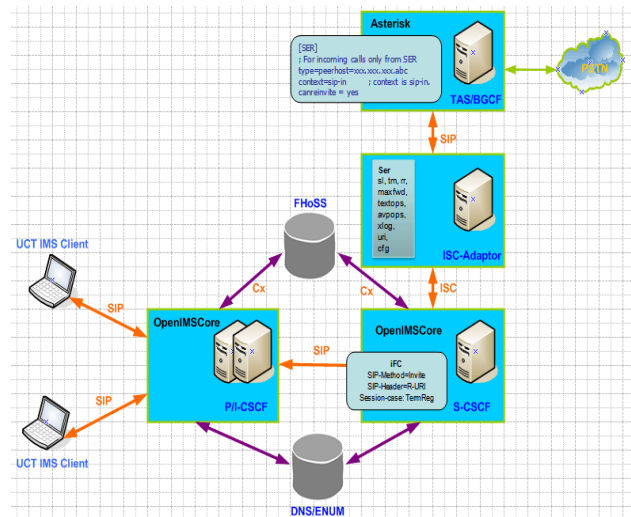 Asterisk
[SER]
; For incoming calls only from SER
type=peerhost=xxx.xxx.xxx.abc
context=sip-in ; context is sip-in.
canreinvite = yes
TAS/BGCF
PSTN
SIP
Ser
sl, tm, rr,
maxfwd,
textops,
avpops,
xlog,
uri,
cfg
ISC-Adaptor
FHoSS
UCT IMS Client
Cx
Cx
ISC
SIP
OpenIMSCore
P/I-CSCF
SIP
OpenIMSCore
iFC
SIP-Method=Invite
SIP-Header=R-URI
Session-case: TermReg
S-CSCF
SIP
UCT IMS Client
DNS/ENUM